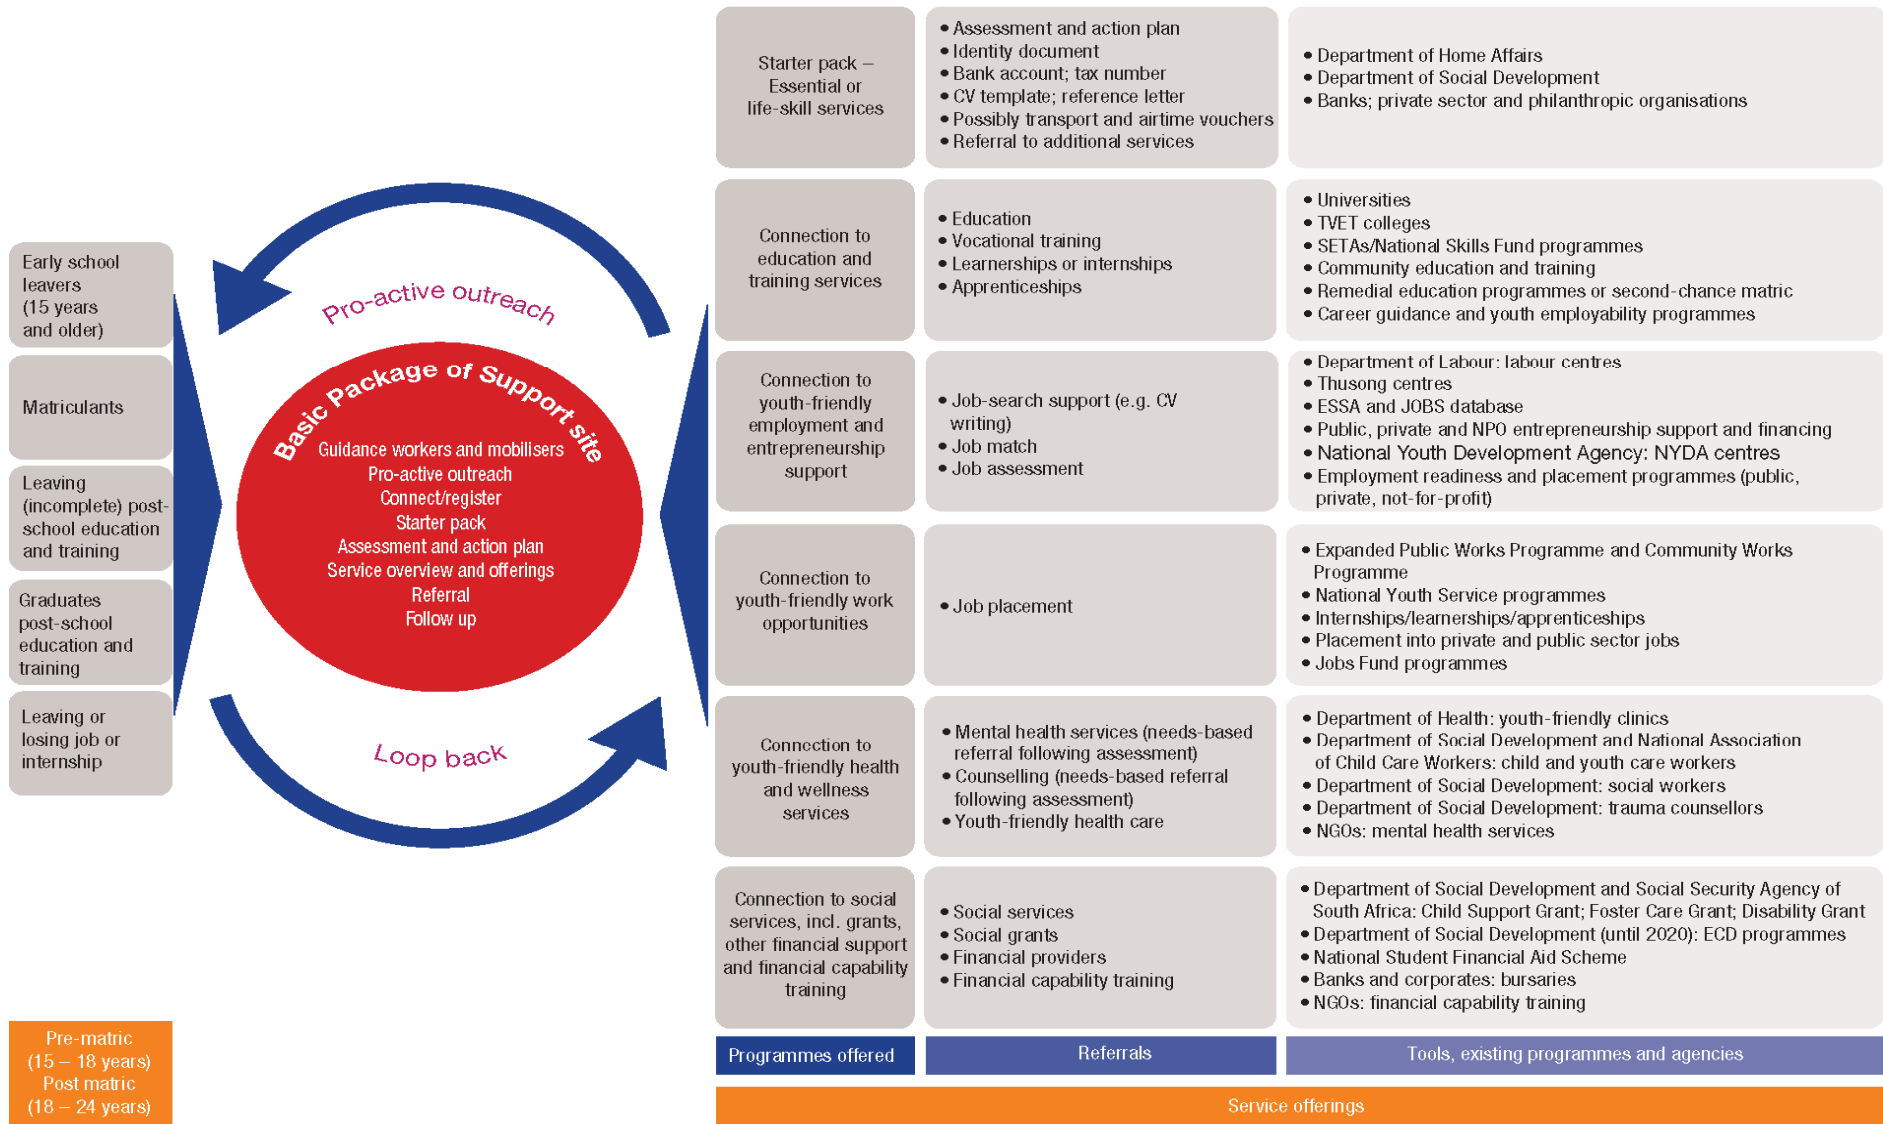 Early school
leavers
(15 years
and older)
Matriculants
Leaving
(incomplete) post-
school education
and training
Graduates
post-school
education and
training
Leaving or
losing job or
internship
Pre-matric
(15 – 18 years)
Post matric
(18 – 24 years)
Pro-active outreach
Basic Package of Support site
Guidance workers and mobilisers
Pro-active outreach
Connect/register
Starter pack
Assessment and action plan
Service overview and offerings
Referral
Follow up
Loop back
Starter pack –
Essential or
life-skill services
• Assessment and action plan
• Identity document
• Bank account; tax number
• CV template; reference letter
• Possibly transport and airtime vouchers
• Referral to additional services
• Department of Home Affairs
• Department of Social Development
• Banks; private sector and philanthropic organisations
Connection to
education and
training services
• Education
• Vocational training
• Learnerships or internships
• Apprenticeships
• Universities
• TVET colleges
• SETAs/National Skills Fund programmes
• Community education and training
• Remedial education programmes or second-chance matric
• Career guidance and youth employability programmes
Connection to
youth-friendly
employment and
entrepreneurship
support
• Job-search support (e.g. CV
writing)
• Job match
• Job assessment
• Department of Labour: labour centres
• Thusong centres
• ESSA and JOBS database
• Public, private and NPO entrepreneurship support and financing
• National Youth Development Agency: NYDA centres
• Employment readiness and placement programmes (public,
private, not-for-profit)
Connection to
youth-friendly work
opportunities
• Job placement
• Expanded Public Works Programme and Community Works
Programme
• National Youth Service programmes
• Internships/learnerships/apprenticeships
• Placement into private and public sector jobs
• Jobs Fund programmes
Connection to
youth-friendly health
and wellness
services
• Mental health services (needs-based
referral following assessment)
• Counselling (needs-based referral
following assessment)
• Youth-friendly health care
• Department of Health: youth-friendly clinics
• Department of Social Development and National Association
of Child Care Workers: child and youth care workers
• Department of Social Development: social workers
• Department of Social Development: trauma counsellors
• NGOs: mental health services
Connection to social
services, incl. grants,
other financial support
and financial capability
training
• Social services
• Social grants
• Financial providers
• Financial capability training
• Department of Social Development and Social Security Agency of
South Africa: Child Support Grant; Foster Care Grant; Disability Grant
• Department of Social Development (until 2020): ECD programmes
• National Student Financial Aid Scheme
• Banks and corporates: bursaries
• NGOs: financial capability training
Programmes offered
Referrals
Tools, existing programmes and agencies
Service offerings